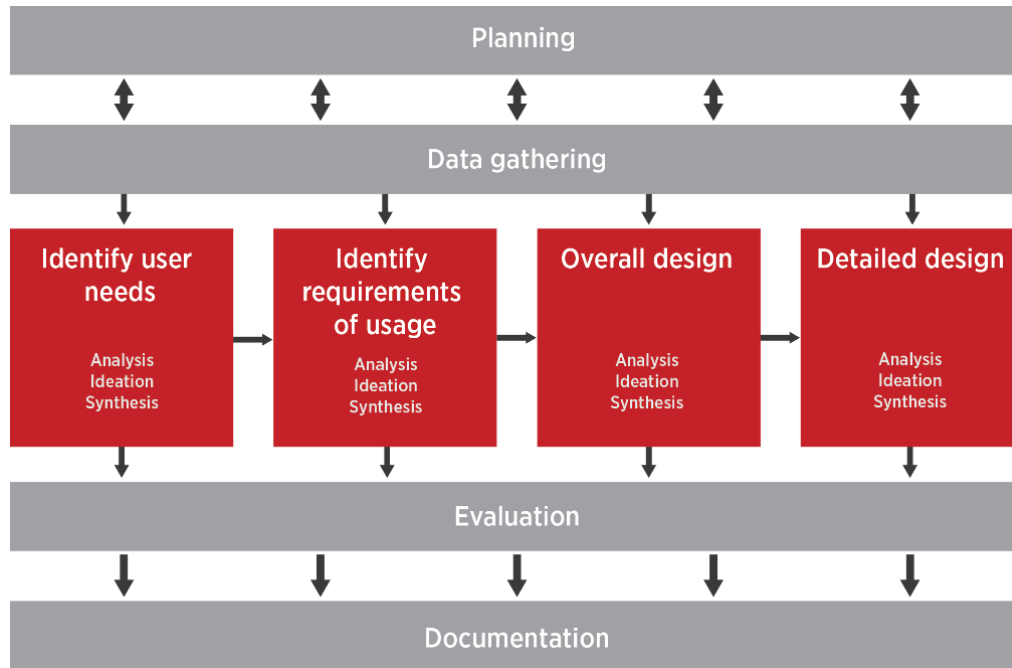 Planning
Data gathering
Identify user
needs
Analysis
Ideation
Synthesis
Identify
requirements
of usage
Analysis
Ideation
Synthesis
Overall design
Analysis
Ideation
Synthesis
Detailed design
Analysis
Ideation
Synthesis
Evaluation
Documentation